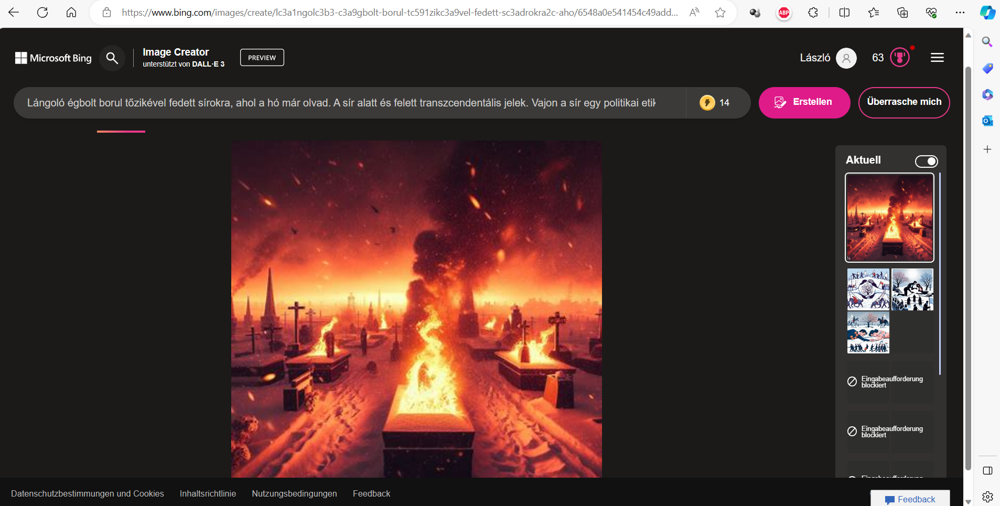 https://www.bing.com/images/create/lc3a1ngolc3b3-c3a9gbolt-borul-tc591zikc3a9vel-fedett-sc3adrokra2c-aho/6548a0e541454c49add...
ABP
Microsoft Bing
Image Creator
unterstützt von DALL·E 3
PREVIEW
László
63
Lángoló égbolt borul tőzikével fedett sírokra, ahol a hó már olvad. A sír alatt és felett transzcendentális jelek. Vajon a sír egy politikai etik
14
Erstellen
Überrasche mich
Aktuell
Eingabeaufforderung
blockiert
Eingabeaufforderung
blockiert
Datenschutzbestimmungen und Cookies
Inhaltsrichtlinie
Nutzungsbedingungen
Feedback
Feedback